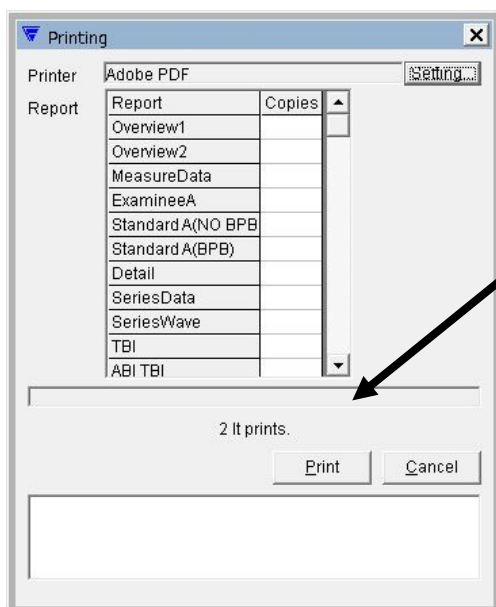 Printing
Printer Adobe PDF Setting...
Report Report Copies
Overview1
Overview2
MeasureData
ExamineeA
Standard A(NO BPB
Standard A(BPB)
Detail
SeriesData
SeriesWave
TBI
ABI TBI
2 It prints.
Print Cancel